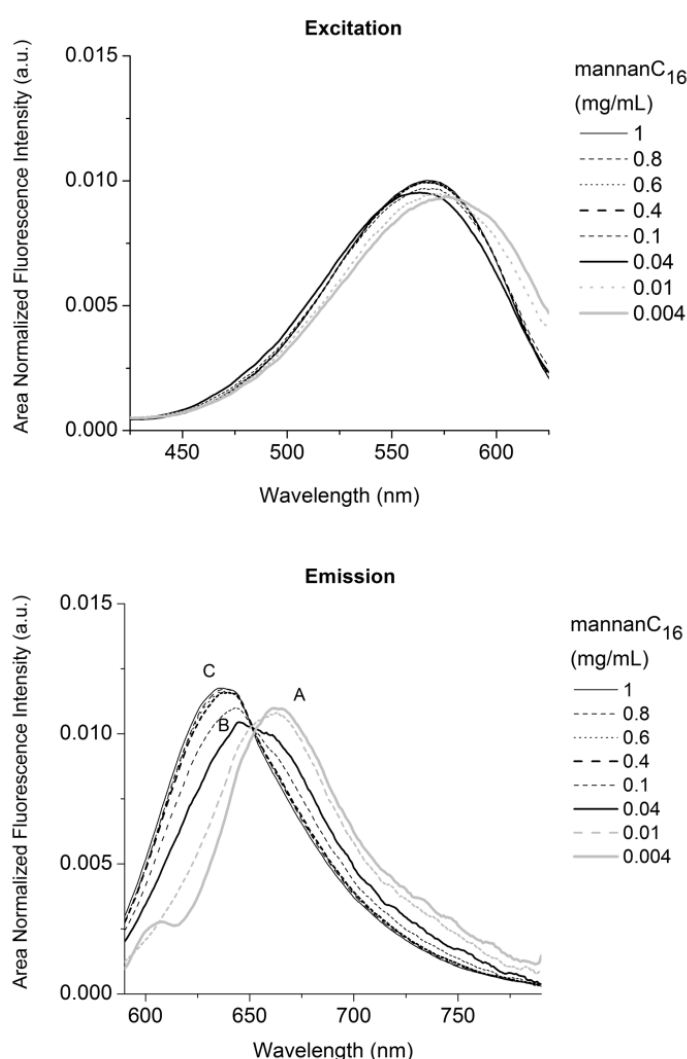 Excitation
Area Normalized Fluorescence Intensity (a.u.)
0.015
0.010
0.005
0.000
450 500 550 600
Wavelength (nm)
mannanC16
(mg/mL)
1
0.8
0.6
0.4
0.1
0.04
0.01
0.004
Emission
Area Normalized Fluorescence Intensity (a.u.)
0.015
0.010
0.005
0.000
C
A
B
600 650 700 750
Wavelength (nm)
mannanC16
(mg/mL)
1
0.8
0.6
0.4
0.1
0.04
0.01
0.004